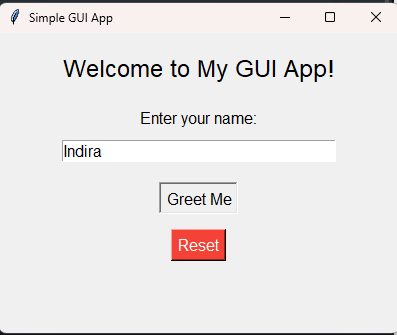 Simple GUI App
Welcome to My GUI App!
Enter your name:
Indira
Greet Me
Reset